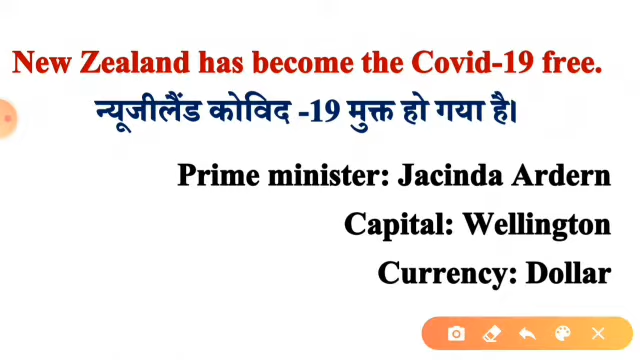 New Zealand has become the Covid-19 free.
न्यूजीलैंड कोविद -19 मुक्त हो गया है।
Prime minister: Jacinda Ardern
Capital: Wellington
Currency: Dollar